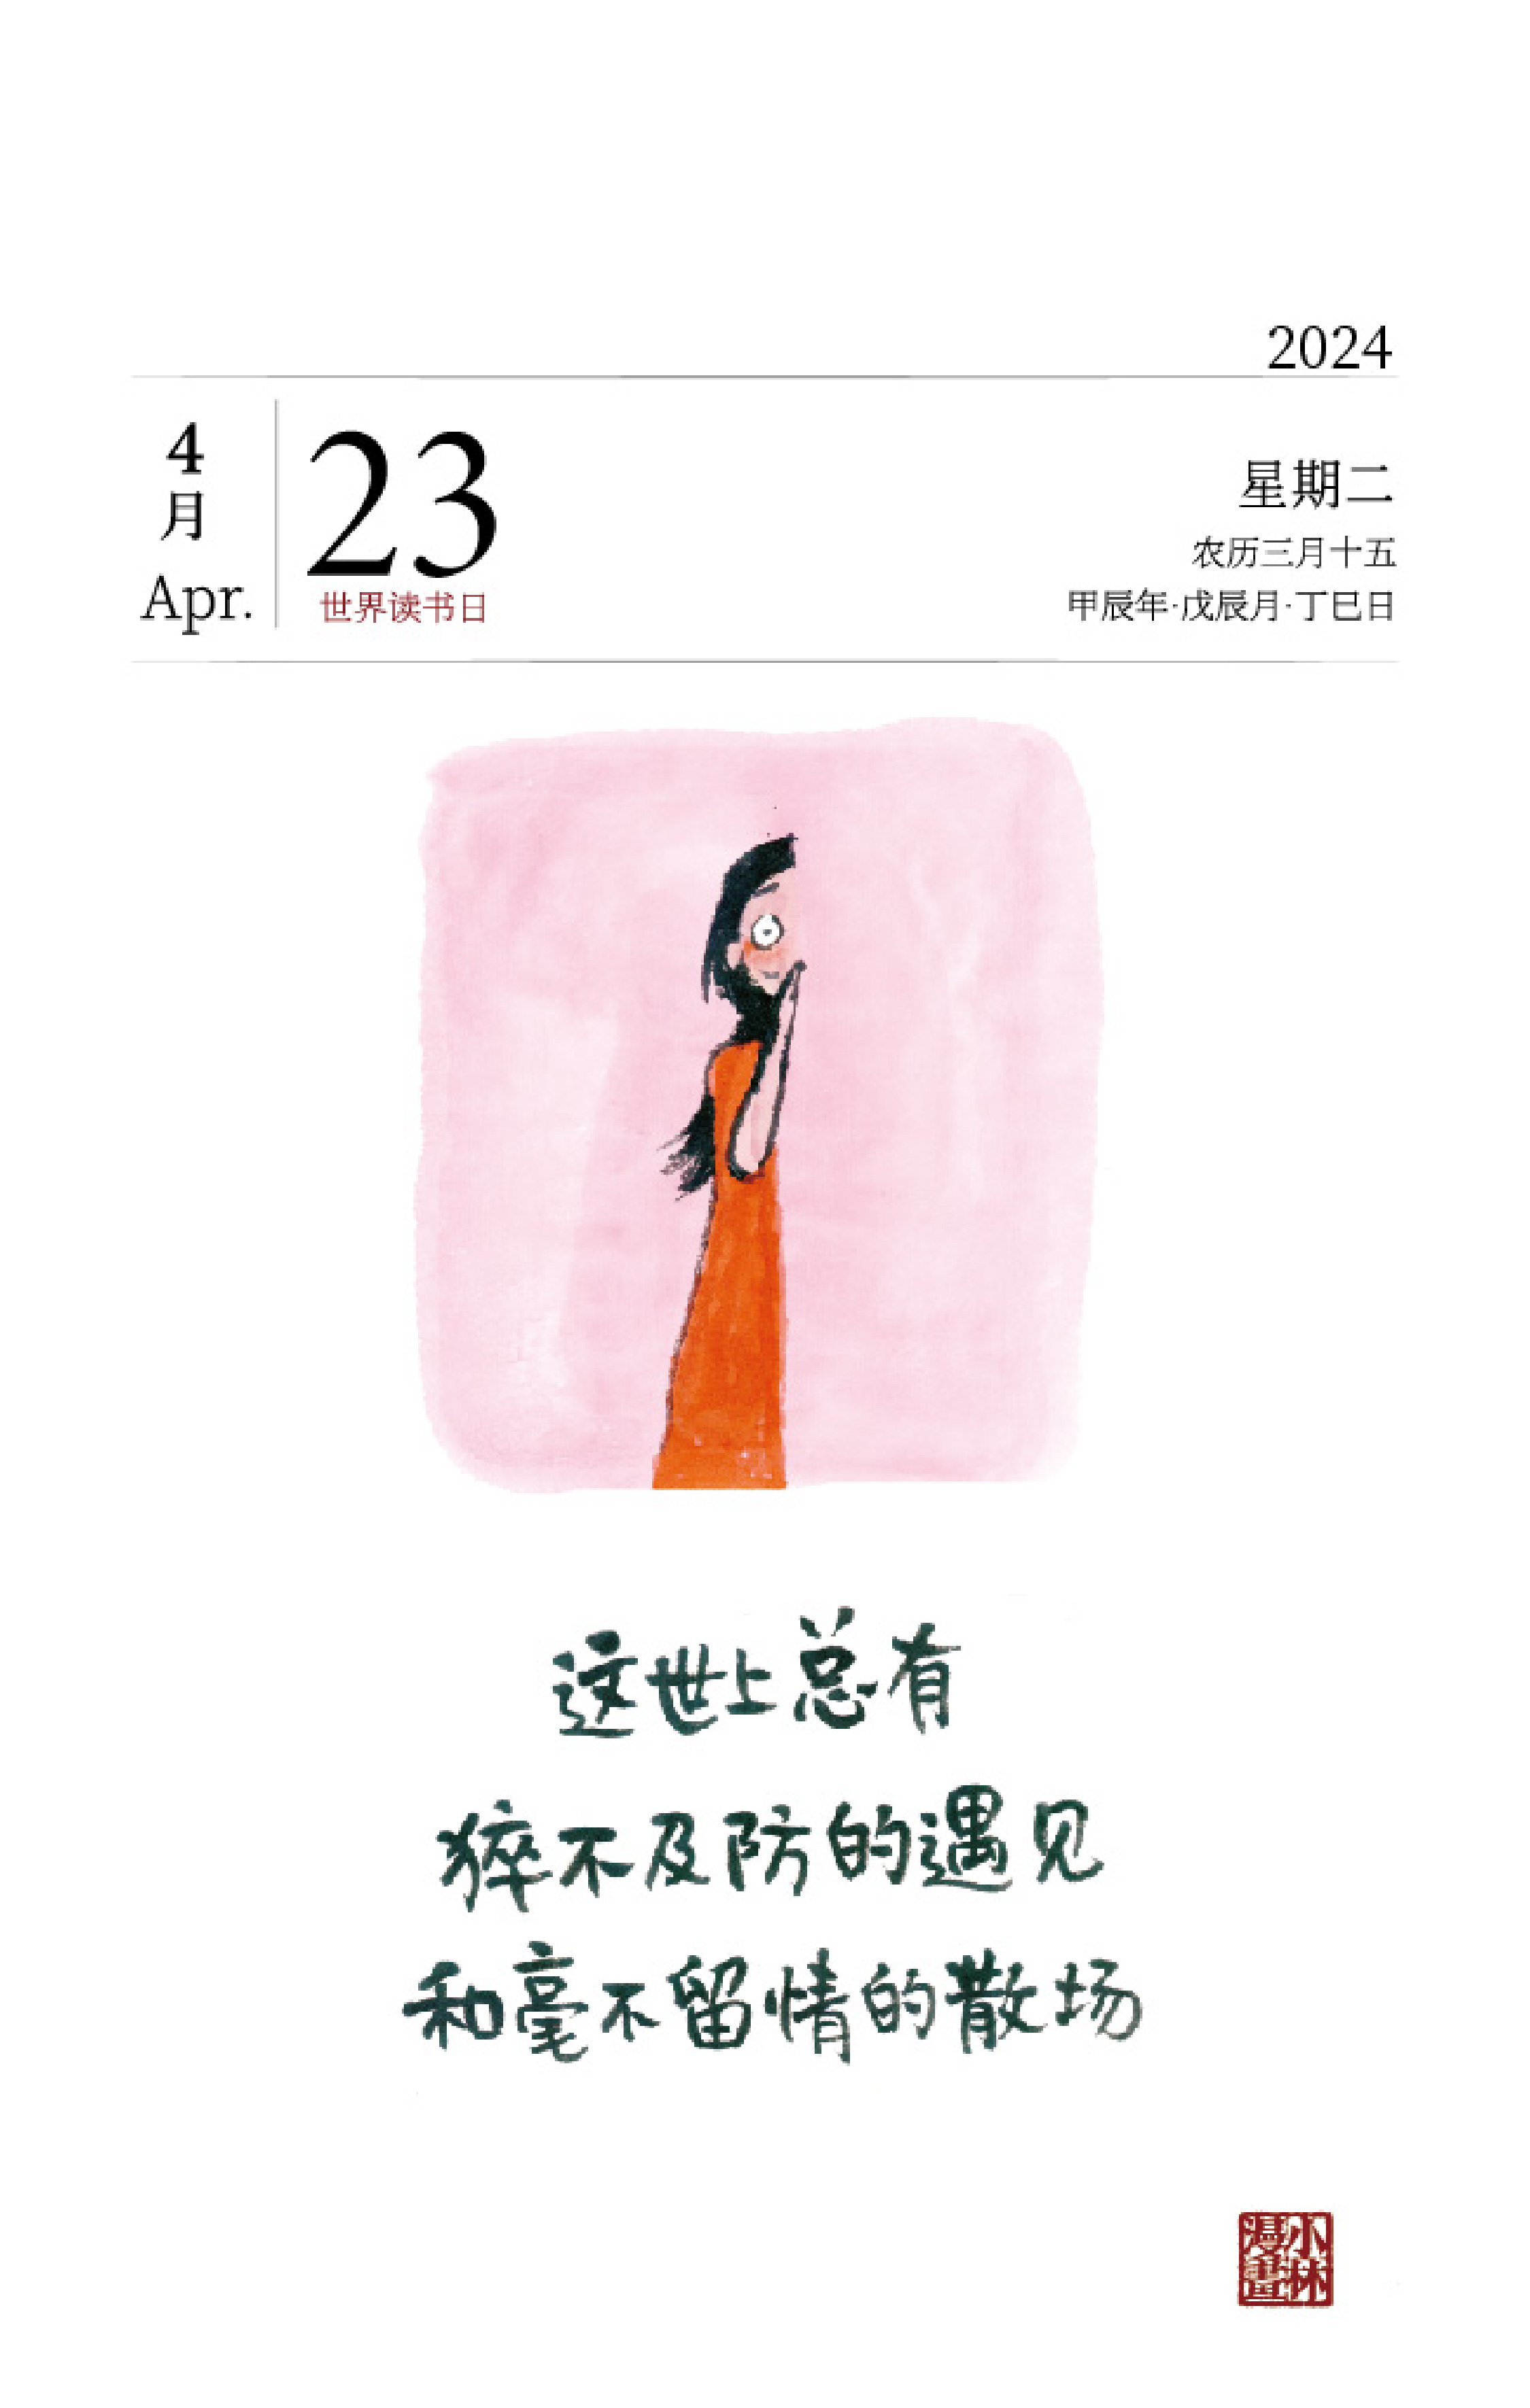 2024
4
月
Apr.
23
世界读书日
星期二
农历三月十五
甲辰年·戊辰月·丁巳日
这世上总有
猝不及防的遇见
和毫不留情的散场
小林
漫畫